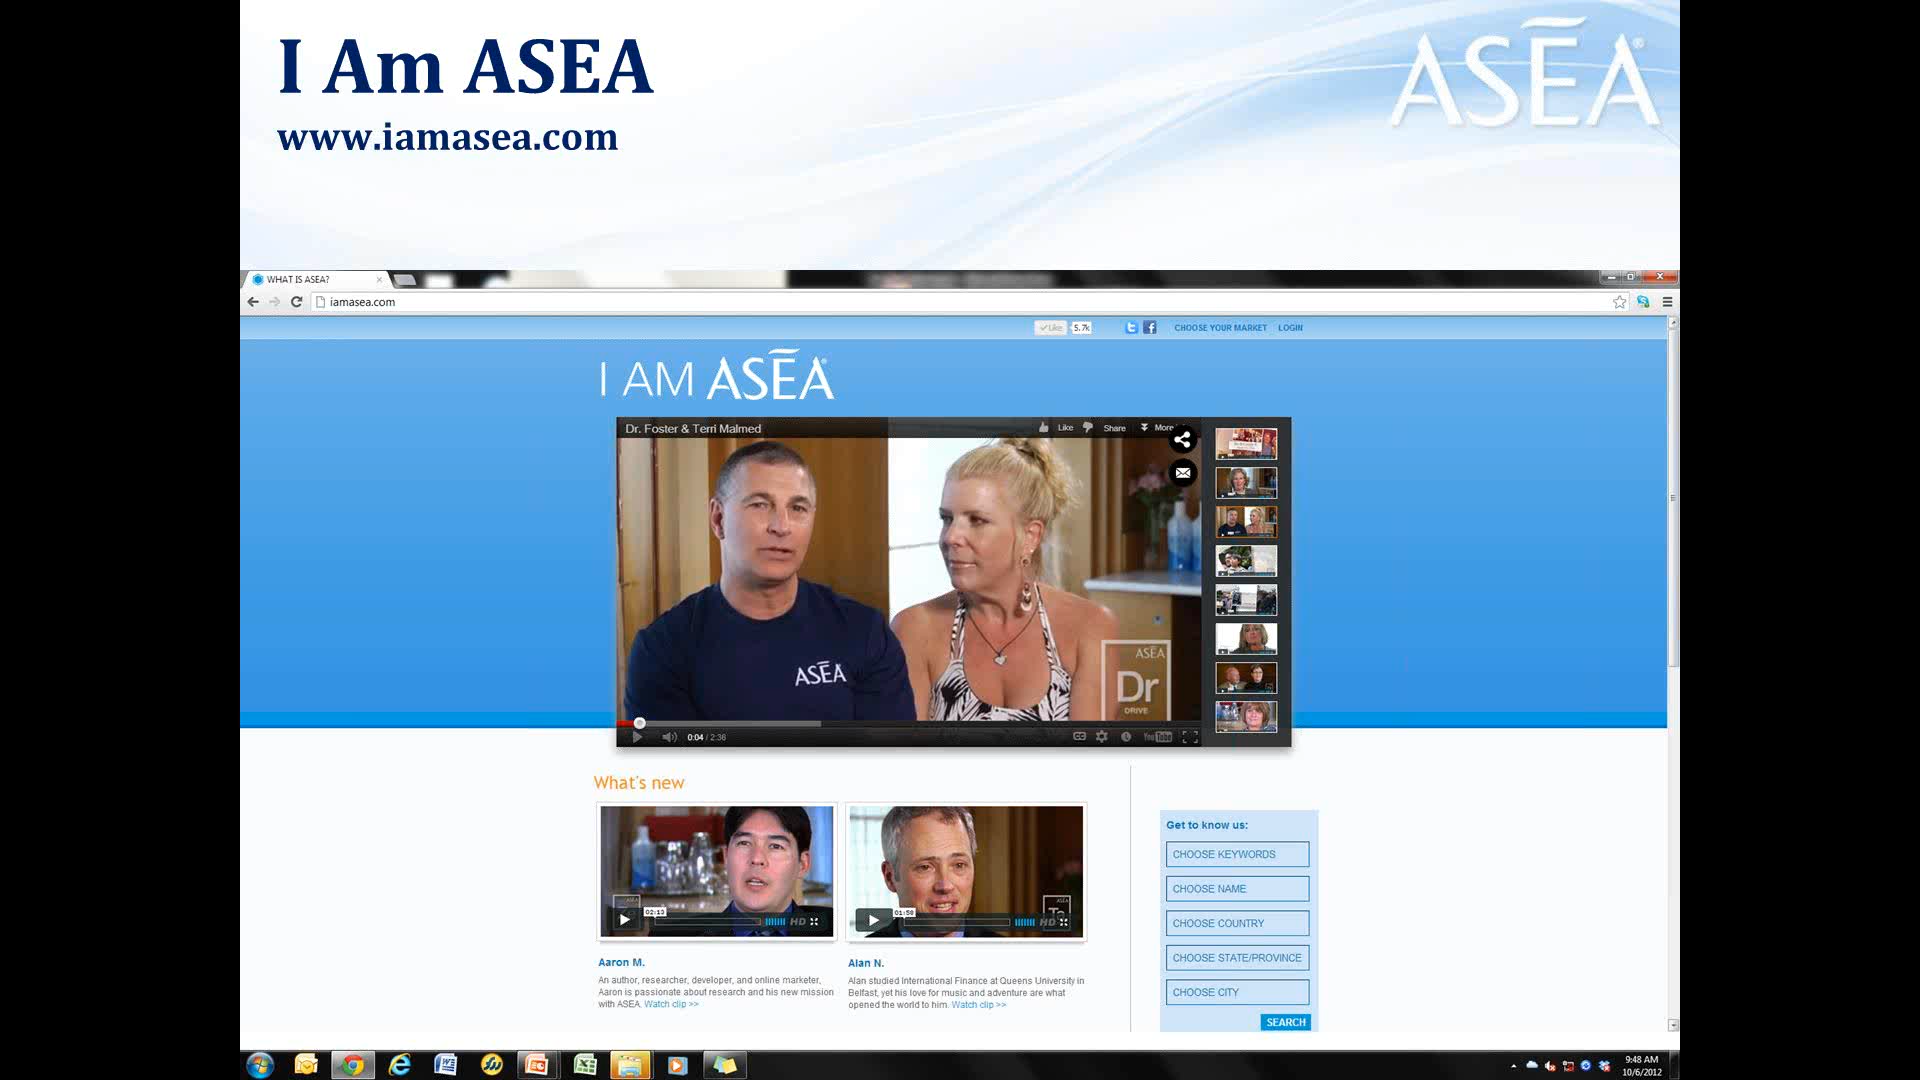 I Am ASEA
www.iamasea.com
ASEA®
WHAT IS ASEA?
iamasea.com
Like 5.7k
CHOOSE YOUR MARKET LOGIN
I AM ASEA
Dr. Foster & Terri Malmed
Like Share More
ASEA
ASEA
Dr
DRIVE
0:04 / 2:36
YouTube
What's new
Get to know us:
CHOOSE KEYWORDS
CHOOSE NAME
CHOOSE COUNTRY
CHOOSE STATE/PROVINCE
CHOOSE CITY
SEARCH
ASEA
02:13
HD
ASEA
01:58
HD
Aaron M.
An author, researcher, developer, and online marketer,
Aaron is passionate about research and his new mission
with ASEA. Watch clip >>
Alan N.
Alan studied International Finance at Queens University in
Belfast, yet his love for music and adventure are what
opened the world to him. Watch clip >>
9:48 AM
10/6/2012